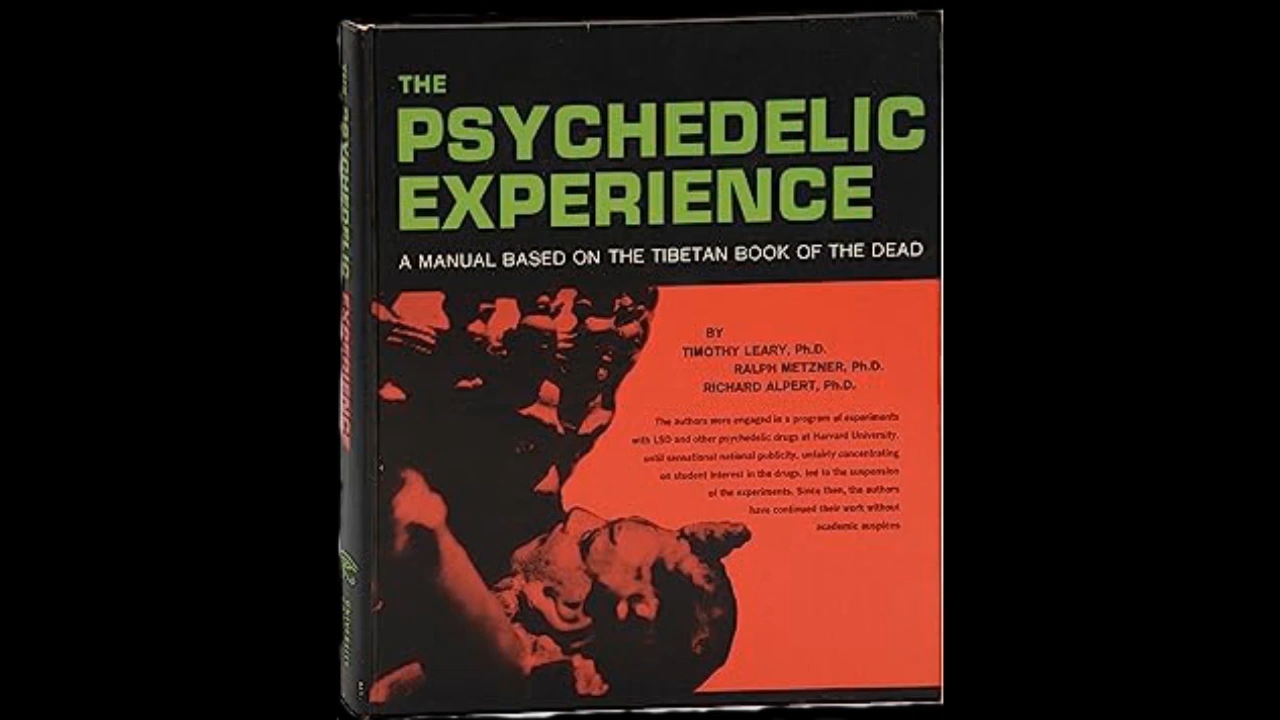 THE
PSYCHEDELIC
EXPERIENCE
A MANUAL BASED ON THE TIBETAN BOOK OF THE DEAD
BY
TIMOTHY LEARY, Ph.D.
RALPH METZNER, Ph.D.
RICHARD ALPERT, Ph.D.
The authors were engaged in a program of experiments
with LSD and other psychedelic drugs at Harvard University,
until sensational national publicity, unfairly concentrating
on student interest in the drugs, led to the suspension
of the experiments. Since then, the authors
have continued their work without
academic auspices
THE PSYCHEDELIC EXPERIENCE
UNIVERSITY